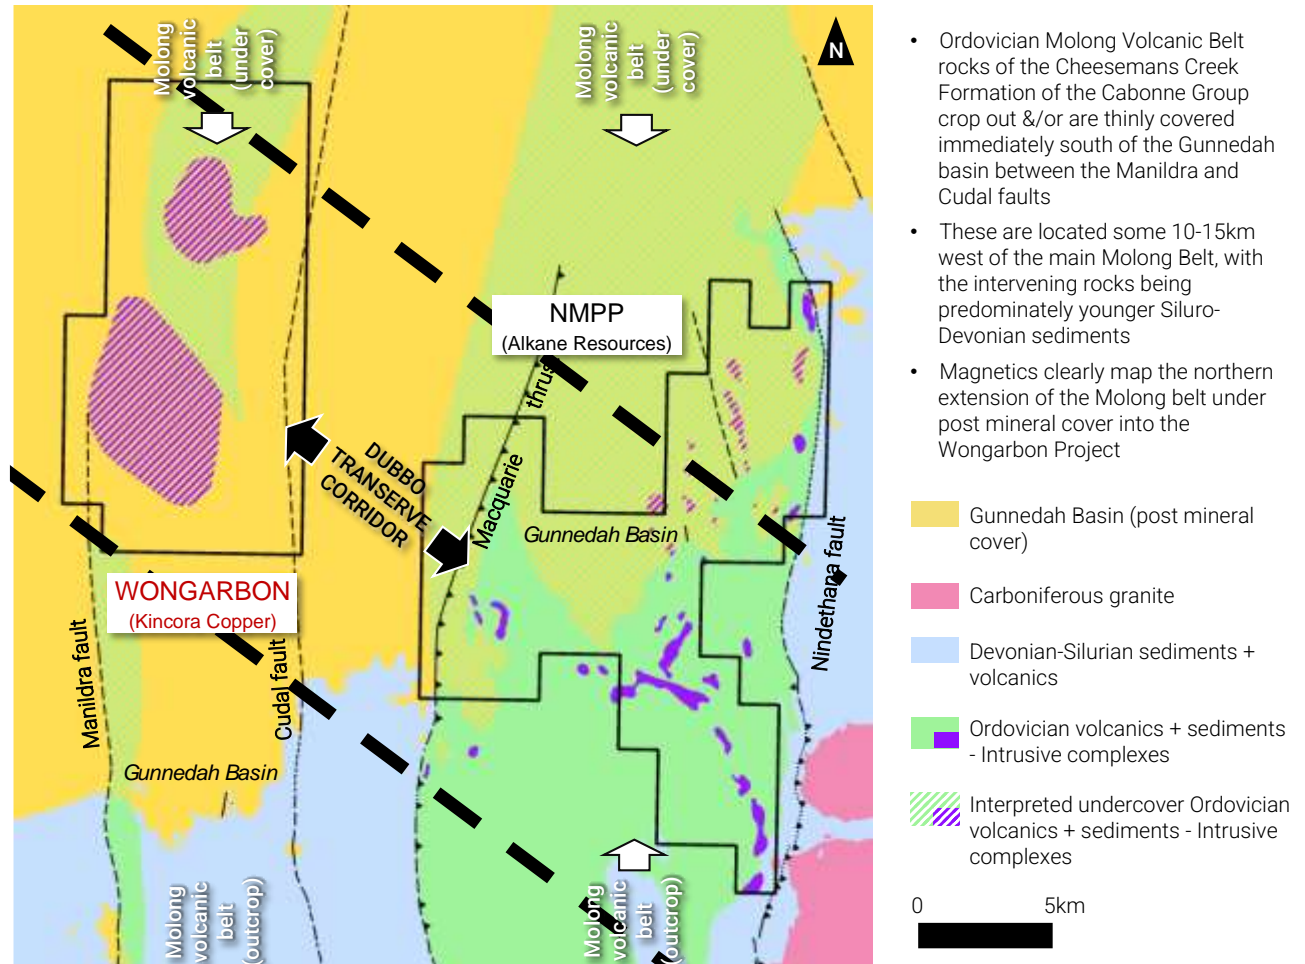 Molong
volcanic
belt
(under
cover)
Molong
volcanic
belt
(under
cover)
N
NMPP
(Alkane Resources)
thrust
Macquarie
DUBBO
TRANSERVE
CORRIDOR
Gunnedah Basin
WONGARBON
(Kincora Copper)
Manildra fault
Cudal fault
Nindethana fault
Gunnedah Basin
Molong
volcanic
belt
(outcrop)
Molong
volcanic
belt
(outcrop)
• Ordovician Molong Volcanic Belt
rocks of the Cheesemans Creek
Formation of the Cabonne Group
crop out &/or are thinly covered
immediately south of the Gunnedah
basin between the Manildra and
Cudal faults
• These are located some 10-15km
west of the main Molong Belt, with
the intervening rocks being
predominately younger Siluro-
Devonian sediments
• Magnetics clearly map the northern
extension of the Molong belt under
post mineral cover into the
Wongarbon Project
Gunnedah Basin (post mineral
cover)
Carboniferous granite
Devonian-Silurian sediments +
volcanics
Ordovician volcanics + sediments
- Intrusive complexes
Interpreted undercover Ordovician
volcanics + sediments - Intrusive
complexes
0 5km